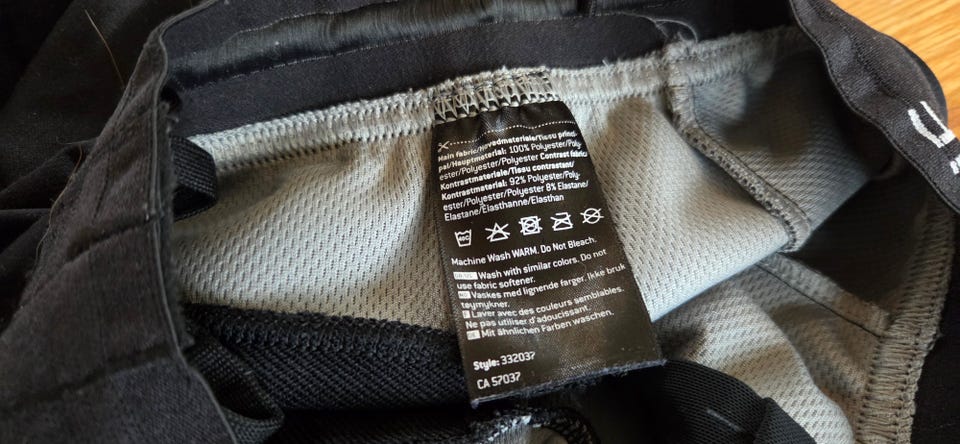 Main fabric/Hovedmateriale/Tissu princi-
pal/Hauptmaterial: 100% Polyester/Poly-
ester/Polyester/Polyester Contrast fabric/
Kontrastmateriale/Tissu contrastant/
Kontrastmaterial: 92% Polyester/Poly-
ester/Polyester/Polyester 8% Elastane/
Elastane/Elasthanne/Elasthan
40C
Machine Wash WARM. Do Not Bleach.
Wash with similar colors. Do not
use fabric softener.
Vaskes med lignende farger. Ikke bruk
tøymykner.
Laver avec des couleurs semblables.
Ne pas utiliser d'adoucissant.
Mit ähnlichen Farben waschen.
Style: 332037
CA 57037